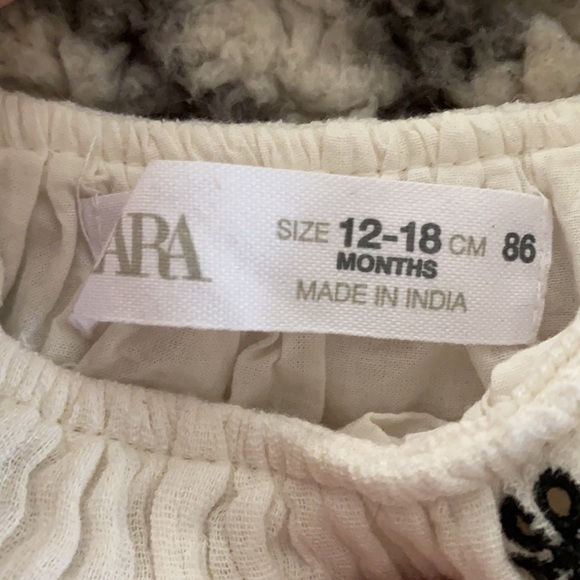 ARA
SIZE 12-18 CM 86
MONTHS
MADE IN INDIA